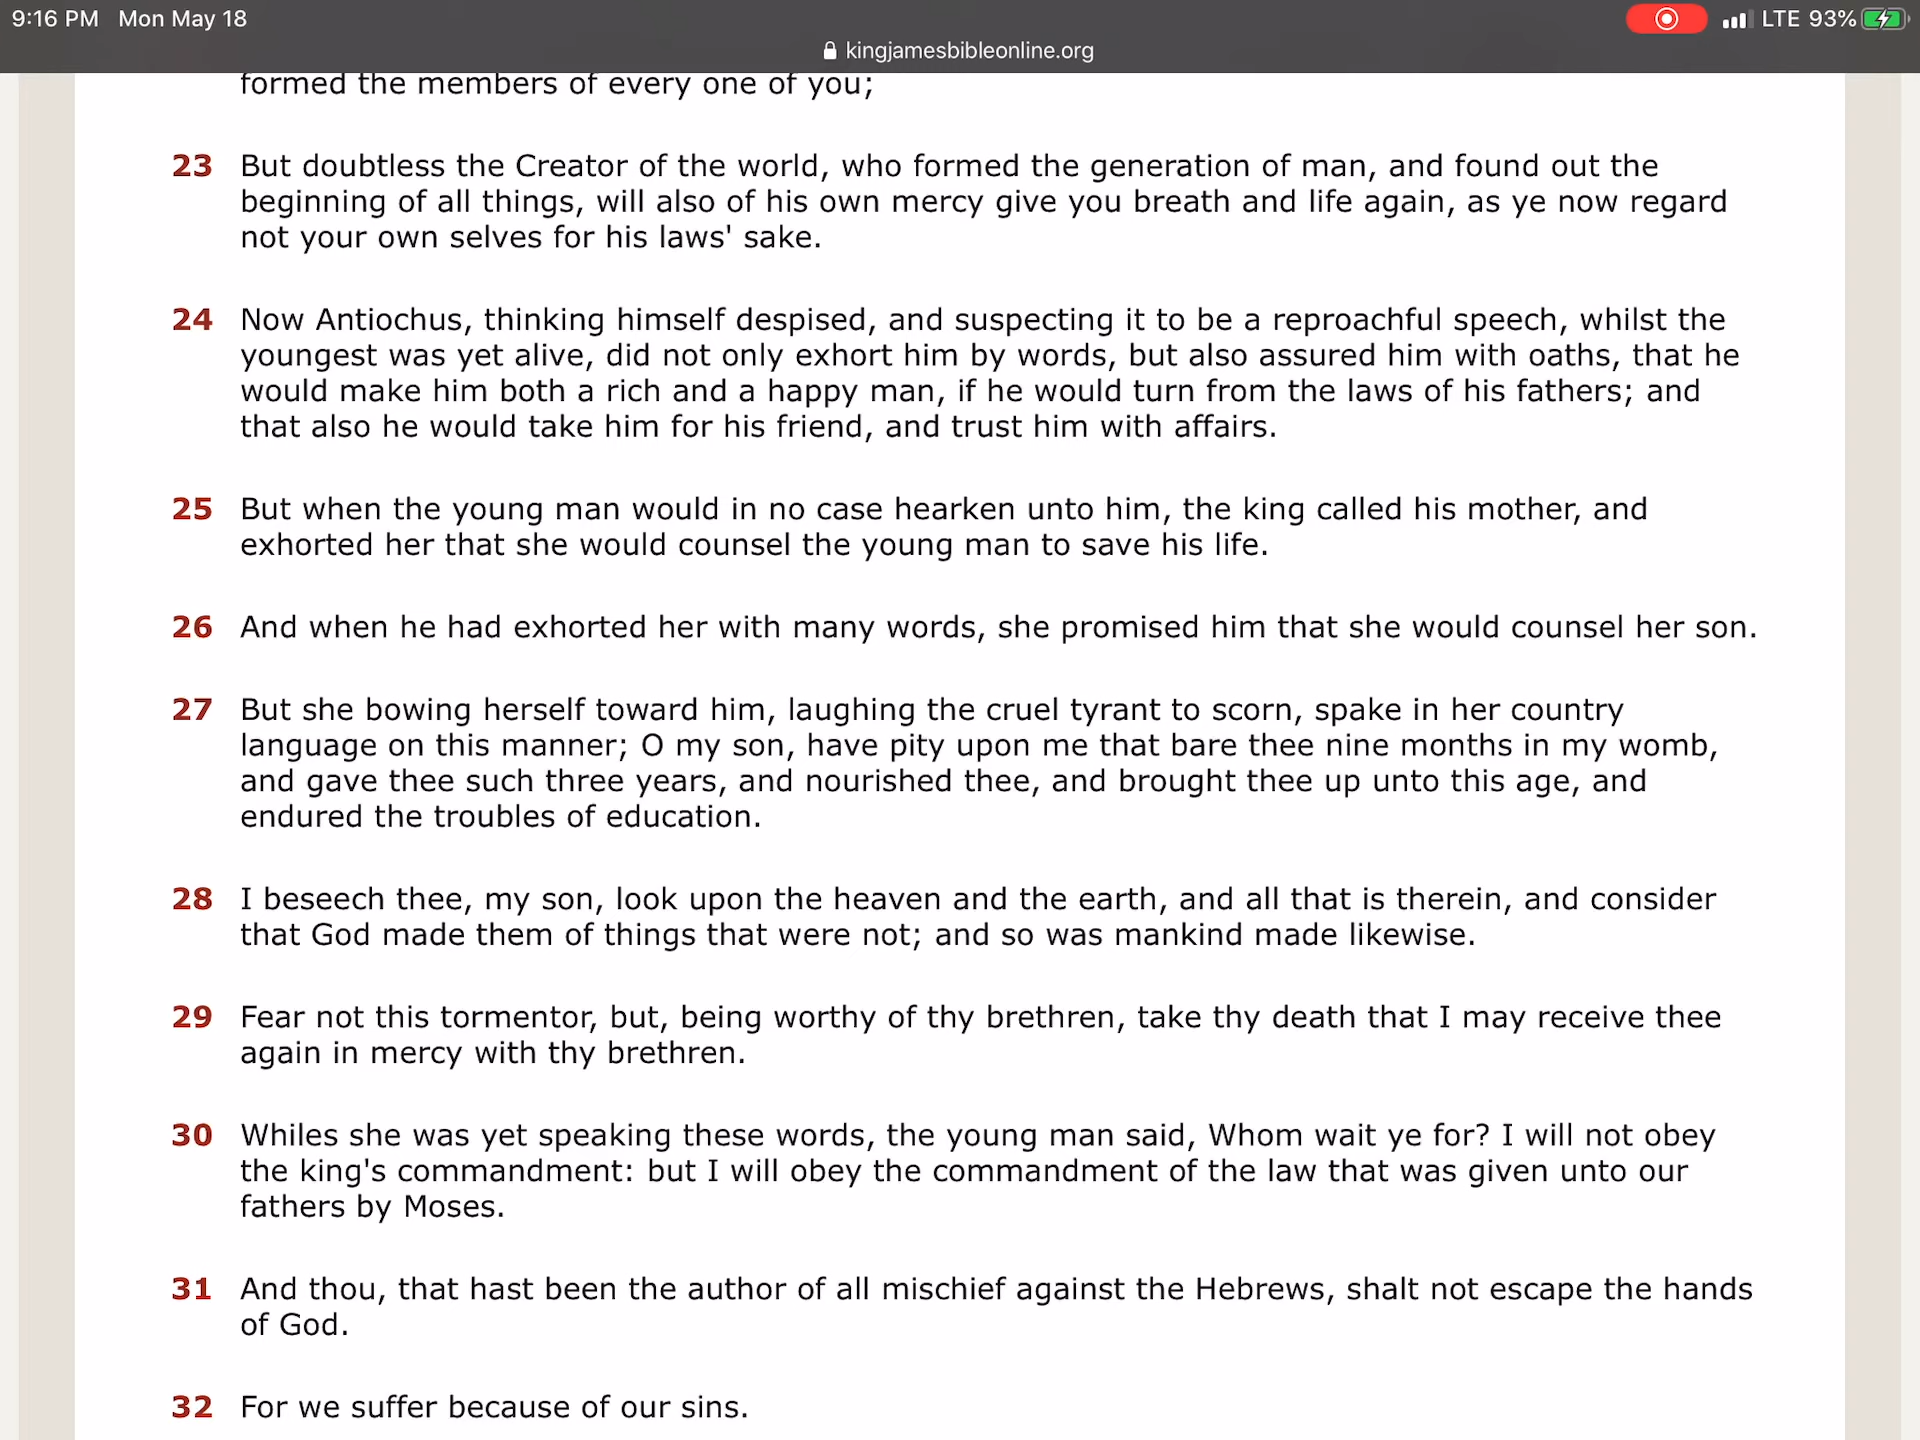 9:16 PM Mon May 18
LTE 93%
kingjamesbibleonline.org
formed the members of every one of you;
23 But doubtless the Creator of the world, who formed the generation of man, and found out the
beginning of all things, will also of his own mercy give you breath and life again, as ye now regard
not your own selves for his laws' sake.
24 Now Antiochus, thinking himself despised, and suspecting it to be a reproachful speech, whilst the
youngest was yet alive, did not only exhort him by words, but also assured him with oaths, that he
would make him both a rich and a happy man, if he would turn from the laws of his fathers; and
that also he would take him for his friend, and trust him with affairs.
25 But when the young man would in no case hearken unto him, the king called his mother, and
exhorted her that she would counsel the young man to save his life.
26 And when he had exhorted her with many words, she promised him that she would counsel her son.
27 But she bowing herself toward him, laughing the cruel tyrant to scorn, spake in her country
language on this manner; O my son, have pity upon me that bare thee nine months in my womb,
and gave thee such three years, and nourished thee, and brought thee up unto this age, and
endured the troubles of education.
28 I beseech thee, my son, look upon the heaven and the earth, and all that is therein, and consider
that God made them of things that were not; and so was mankind made likewise.
29 Fear not this tormentor, but, being worthy of thy brethren, take thy death that I may receive thee
again in mercy with thy brethren.
30 Whiles she was yet speaking these words, the young man said, Whom wait ye for? I will not obey
the king's commandment: but I will obey the commandment of the law that was given unto our
fathers by Moses.
31 And thou, that hast been the author of all mischief against the Hebrews, shalt not escape the hands
of God.
32 For we suffer because of our sins.